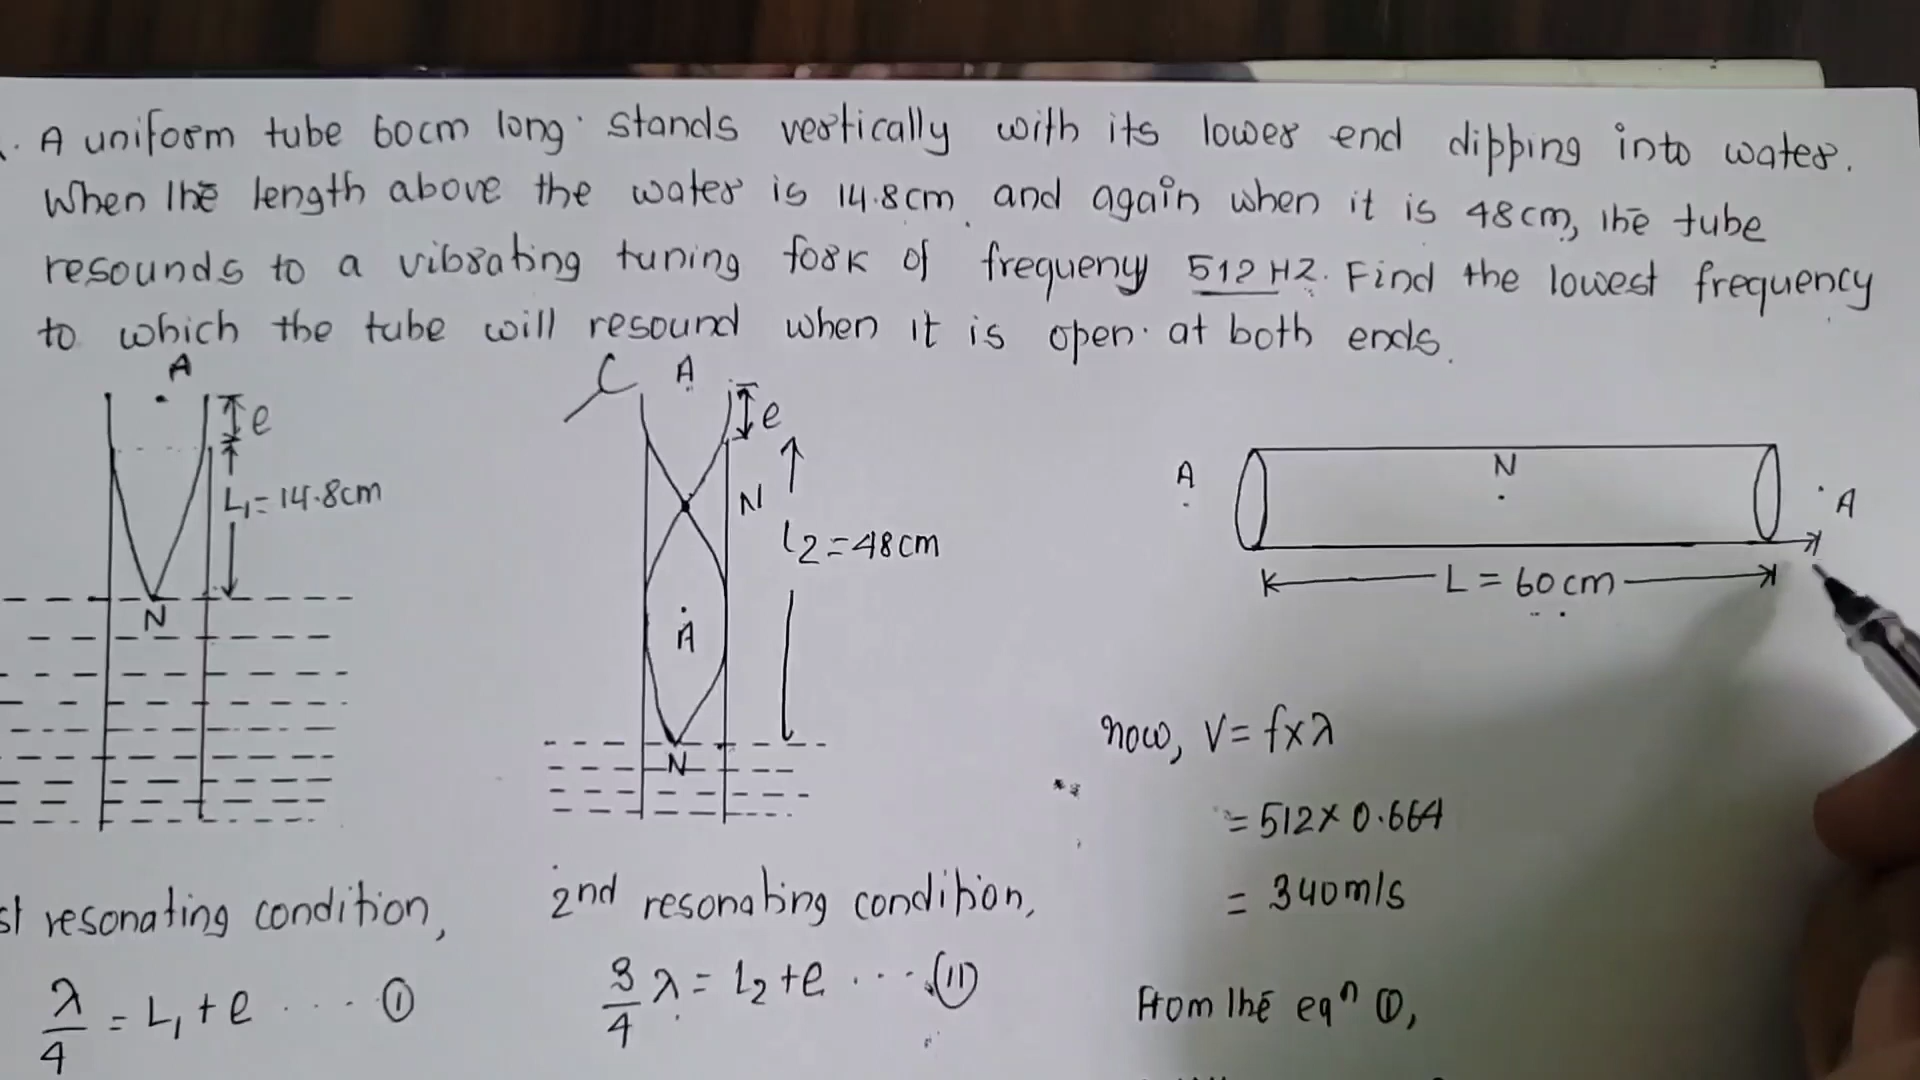 A uniform tube 60cm long stands vertically with its lower end dipping into water.
When the length above the water is 14.8cm and again when it is 48cm, the tube
resounds to a vibrating tuning fork of frequeny 512 HZ. Find the lowest frequency
to which the tube will resound when it is open at both ends.
A
e
L₁ = 14.8cm
N
A
e
N
l₂ = 48cm
A
N
A
N
A
L = 60 cm
now, V = f x λ
= 512 x 0.664
= 340m/s
st resonating condition,
λ/4 = L₁ + e .... ①
2nd resonating condition,
3/4 λ = L₂ + e ... (II)
From the eqⁿ ①,